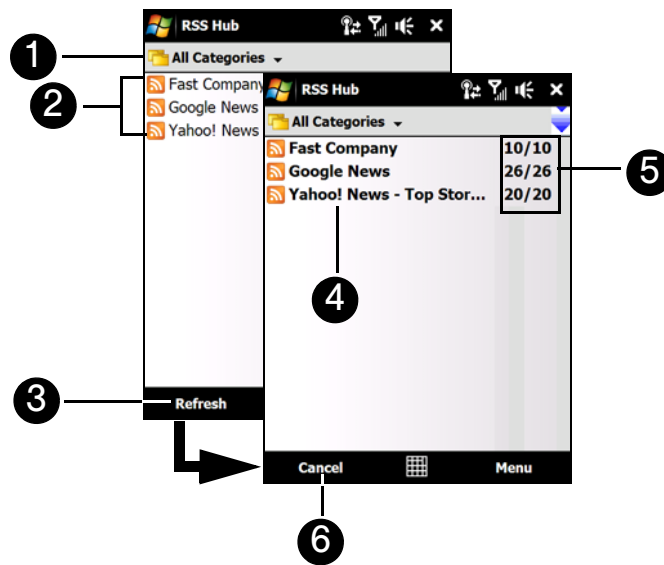 RSS Hub
1
All Categories
2
Fast Company
Google News
Yahoo! News
3
Refresh
RSS Hub
All Categories
Fast Company 10/10
Google News 26/26
Yahoo! News - Top Stor... 20/20
5
4
Cancel
Menu
6